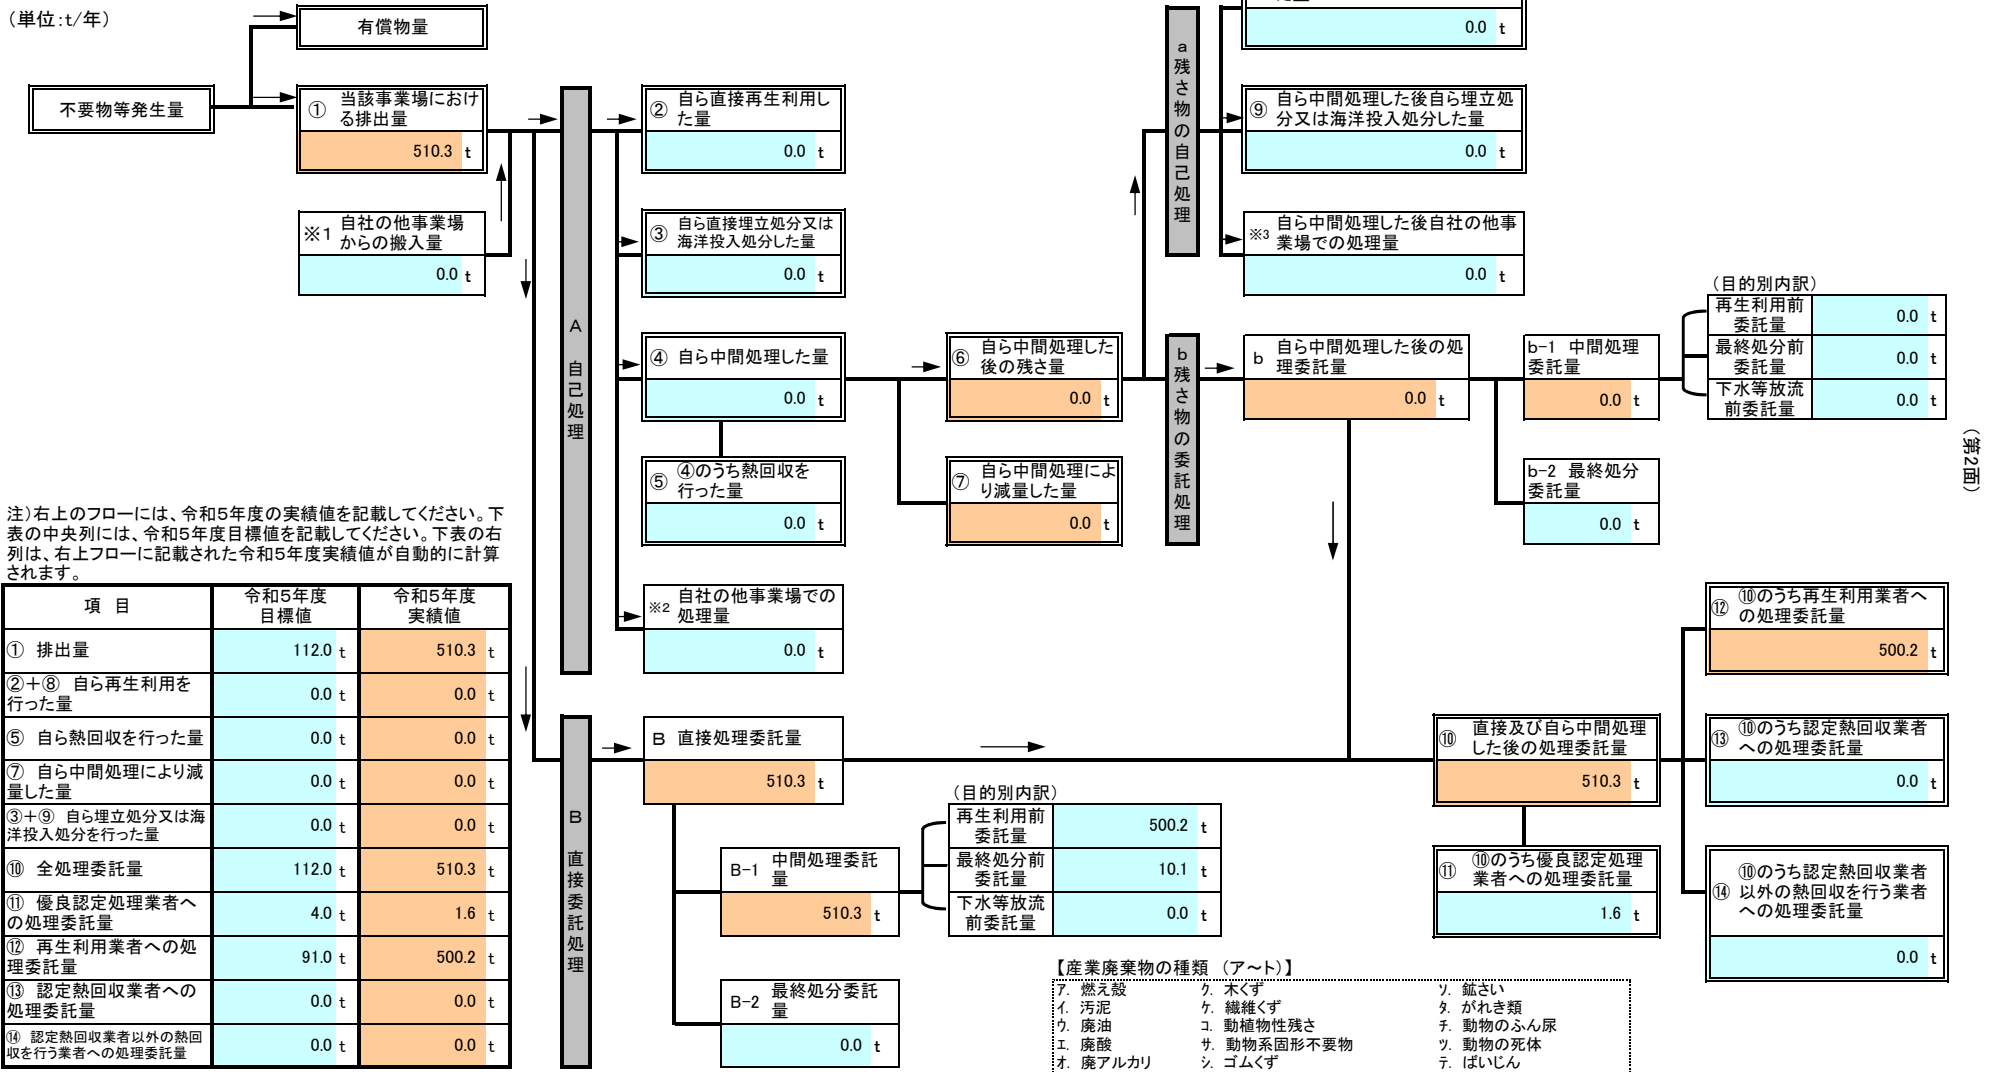 （単位：t/年）
有償物量
不要物等発生量
① 当該事業場におけ
る排出量
510.3 t
※1 自社の他事業場
からの搬入量
0.0 t
A 自己処理
② 自ら直接再生利用し
た量
0.0 t
③ 自ら直接埋立処分又は
海洋投入処分した量
0.0 t
④ 自ら中間処理した量
0.0 t
⑤ ④のうち熱回収を
行った量
0.0 t
※2 自社の他事業場での
処理量
0.0 t
⑥ 自ら中間処理した
後の残さ量
0.0 t
⑦ 自ら中間処理によ
り減量した量
0.0 t
a 残さ物の自己処理
0.0 t
⑨ 自ら中間処理した後自ら埋立処
分又は海洋投入処分した量
0.0 t
※3 自ら中間処理した後自社の他事
業場での処理量
0.0 t
b 残さ物の委託処理
b 自ら中間処理した後の処
理委託量
0.0 t
b-1 中間処理
委託量
0.0 t
b-2 最終処分
委託量
0.0 t
（目的別内訳）
再生利用前
委託量
0.0 t
最終処分前
委託量
0.0 t
下水等放流
前委託量
0.0 t
（第2面）
注）右上のフローには、令和5年度の実績値を記載してください。下
表の中央列には、令和5年度目標値を記載してください。下表の右
列は、右上フローに記載された令和5年度実績値が自動的に計算
されます。
項 目 令和5年度 目標値 令和5年度 実績値
① 排出量 112.0 t 510.3 t
②＋⑧ 自ら再生利用を
行った量 0.0 t 0.0 t
⑤ 自ら熱回収を行った量 0.0 t 0.0 t
⑦ 自ら中間処理により減
量した量 0.0 t 0.0 t
③＋⑨ 自ら埋立処分又は海
洋投入処分を行った量 0.0 t 0.0 t
⑩ 全処理委託量 112.0 t 510.3 t
⑪ 優良認定処理業者へ
の処理委託量 4.0 t 1.6 t
⑫ 再生利用業者への処
理委託量 91.0 t 500.2 t
⑬ 認定熱回収業者への
処理委託量 0.0 t 0.0 t
⑭ 認定熱回収業者以外の熱回
収を行う業者への処理委託量 0.0 t 0.0 t
B 直接委託処理
B 直接処理委託量
510.3 t
B-1 中間処理委託
量
510.3 t
B-2 最終処分委託
量
0.0 t
（目的別内訳）
再生利用前
委託量
500.2 t
最終処分前
委託量
10.1 t
下水等放流
前委託量
0.0 t
⑩ 直接及び自ら中間処理
した後の処理委託量
510.3 t
⑪ ⑩のうち優良認定処理
業者への処理委託量
1.6 t
⑫ ⑩のうち再生利用業者へ
の処理委託量
500.2 t
⑬ ⑩のうち認定熱回収業者
への処理委託量
0.0 t
⑭ ⑩のうち認定熱回収業者
以外の熱回収を行う業者
への処理委託量
0.0 t
【産業廃棄物の種類 （ア～ト）】
ア. 燃え殻 ク. 木くず ソ. 鉱さい
イ. 汚泥 ケ. 繊維くず タ. がれき類
ウ. 廃油 コ. 動植物性残さ チ. 動物のふん尿
エ. 廃酸 サ. 動物系固形不要物 ツ. 動物の死体
オ. 廃アルカリ シ. ゴムくず テ. ばいじん